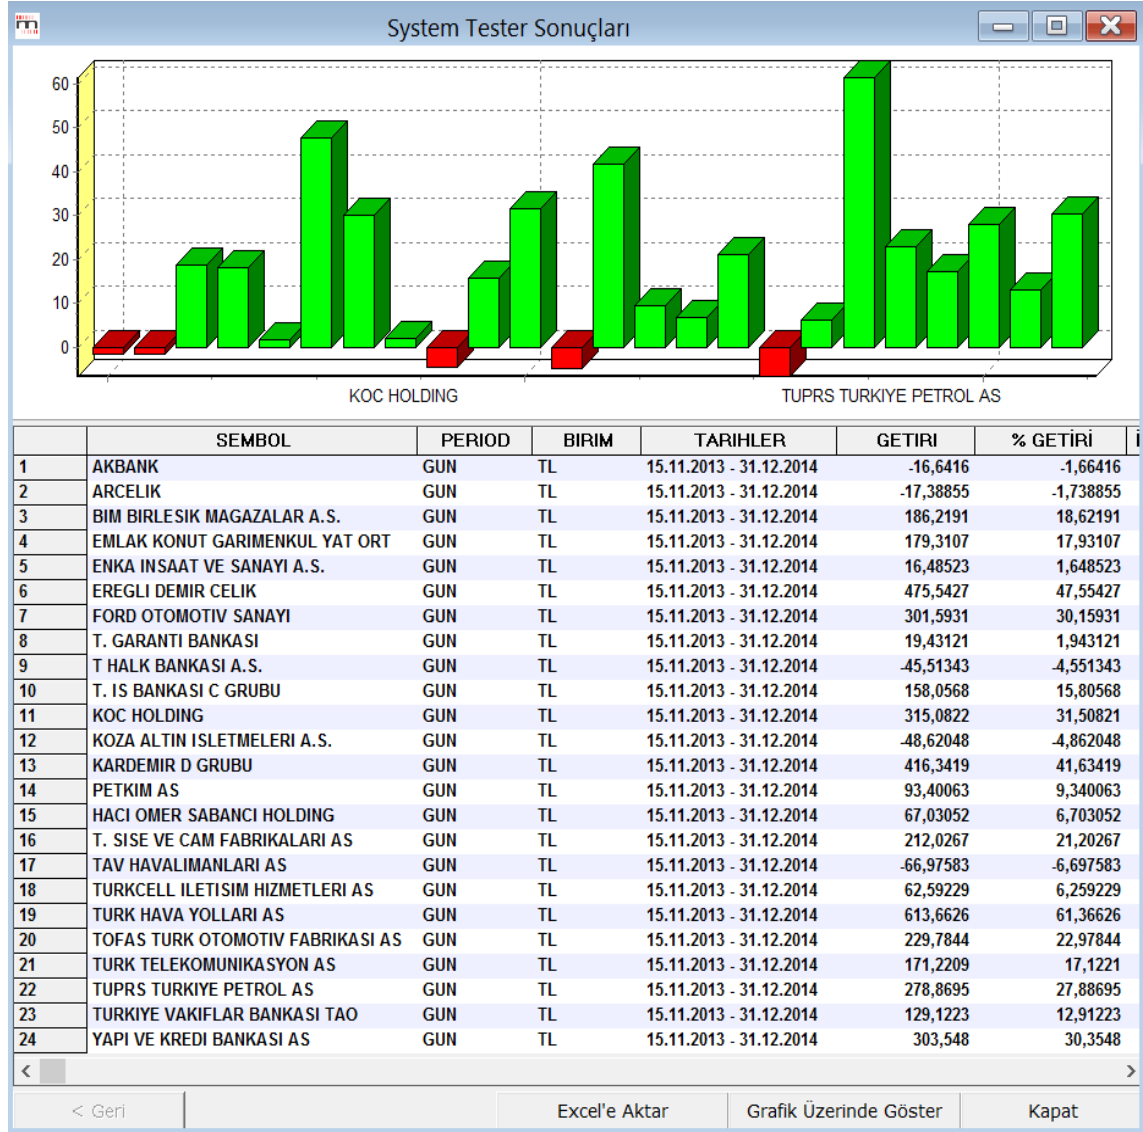 System Tester Sonuçları
60
50
40
30
20
10
0
KOC HOLDING TUPRS TURKIYE PETROL AS
SEMBOL PERIOD BIRIM TARIHLER GETIRI % GETİRİ
1 AKBANK GUN TL 15.11.2013 - 31.12.2014 -16,6416 -1,66416
2 ARCELIK GUN TL 15.11.2013 - 31.12.2014 -17,38855 -1,738855
3 BIM BIRLESIK MAGAZALAR A.S. GUN TL 15.11.2013 - 31.12.2014 186,2191 18,62191
4 EMLAK KONUT GARIMENKUL YAT ORT GUN TL 15.11.2013 - 31.12.2014 179,3107 17,93107
5 ENKA INSAAT VE SANAYI A.S. GUN TL 15.11.2013 - 31.12.2014 16,48523 1,648523
6 EREGLI DEMIR CELIK GUN TL 15.11.2013 - 31.12.2014 475,5427 47,55427
7 FORD OTOMOTIV SANAYI GUN TL 15.11.2013 - 31.12.2014 301,5931 30,15931
8 T. GARANTI BANKASI GUN TL 15.11.2013 - 31.12.2014 19,43121 1,943121
9 T HALK BANKASI A.S. GUN TL 15.11.2013 - 31.12.2014 -45,51343 -4,551343
10 T. IS BANKASI C GRUBU GUN TL 15.11.2013 - 31.12.2014 158,0568 15,80568
11 KOC HOLDING GUN TL 15.11.2013 - 31.12.2014 315,0822 31,50821
12 KOZA ALTIN ISLETMELERI A.S. GUN TL 15.11.2013 - 31.12.2014 -48,62048 -4,862048
13 KARDEMIR D GRUBU GUN TL 15.11.2013 - 31.12.2014 416,3419 41,63419
14 PETKIM AS GUN TL 15.11.2013 - 31.12.2014 93,40063 9,340063
15 HACI OMER SABANCI HOLDING GUN TL 15.11.2013 - 31.12.2014 67,03052 6,703052
16 T. SISE VE CAM FABRIKALARI AS GUN TL 15.11.2013 - 31.12.2014 212,0267 21,20267
17 TAV HAVALIMANLARI AS GUN TL 15.11.2013 - 31.12.2014 -66,97583 -6,697583
18 TURKCELL ILETISIM HIZMETLERI AS GUN TL 15.11.2013 - 31.12.2014 62,59229 6,259229
19 TURK HAVA YOLLARI AS GUN TL 15.11.2013 - 31.12.2014 613,6626 61,36626
20 TOFAS TURK OTOMOTIV FABRIKASI AS GUN TL 15.11.2013 - 31.12.2014 229,7844 22,97844
21 TURK TELEKOMUNIKASYON AS GUN TL 15.11.2013 - 31.12.2014 171,2209 17,1221
22 TUPRS TURKIYE PETROL AS GUN TL 15.11.2013 - 31.12.2014 278,8695 27,88695
23 TURKIYE VAKIFLAR BANKASI TAO GUN TL 15.11.2013 - 31.12.2014 129,1223 12,91223
24 YAPI VE KREDI BANKASI AS GUN TL 15.11.2013 - 31.12.2014 303,548 30,3548
< Geri Excel'e Aktar Grafik Üzerinde Göster Kapat